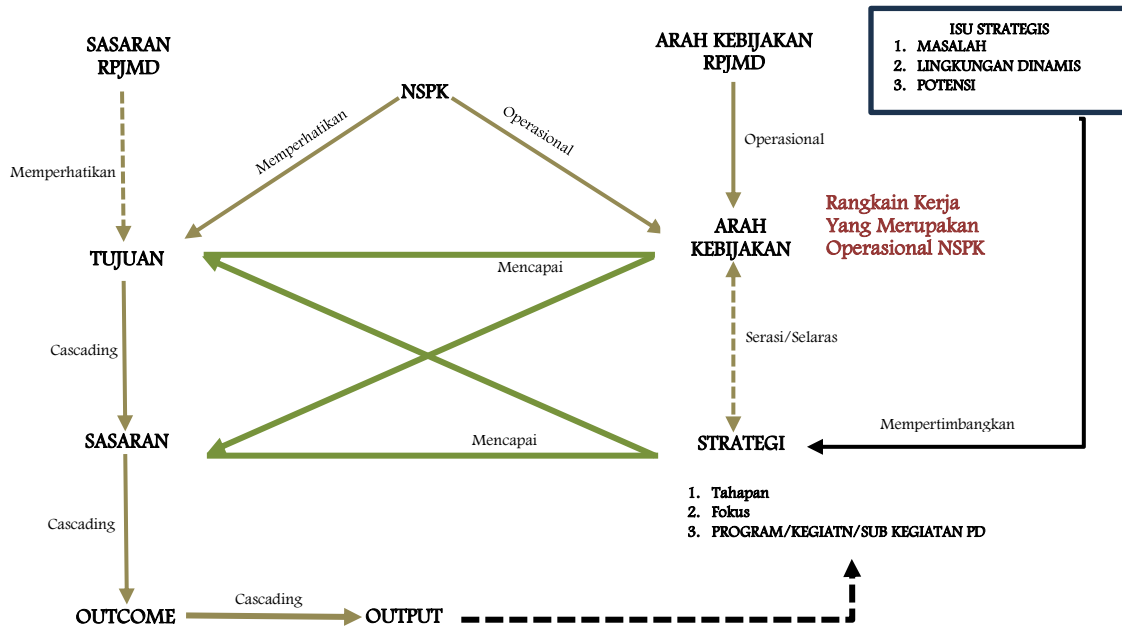 SASARAN
RPJMD
ARAH KEBIJAKAN
RPJMD
ISU STRATEGIS
1. MASALAH
2. LINGKUNGAN DINAMIS
3. POTENSI
NSPK
Memperhatikan
Memperhatikan
Operasional
Operasional
TUJUAN
ARAH
KEBIJAKAN
Rangkain Kerja
Yang Merupakan
Operasional NSPK
Mencapai
Cascading
Serasi/Selaras
SASARAN
Mencapai
STRATEGI
Mempertimbangkan
1. Tahapan
2. Fokus
3. PROGRAM/KEGIATN/SUB KEGIATAN PD
Cascading
OUTCOME
Cascading
OUTPUT